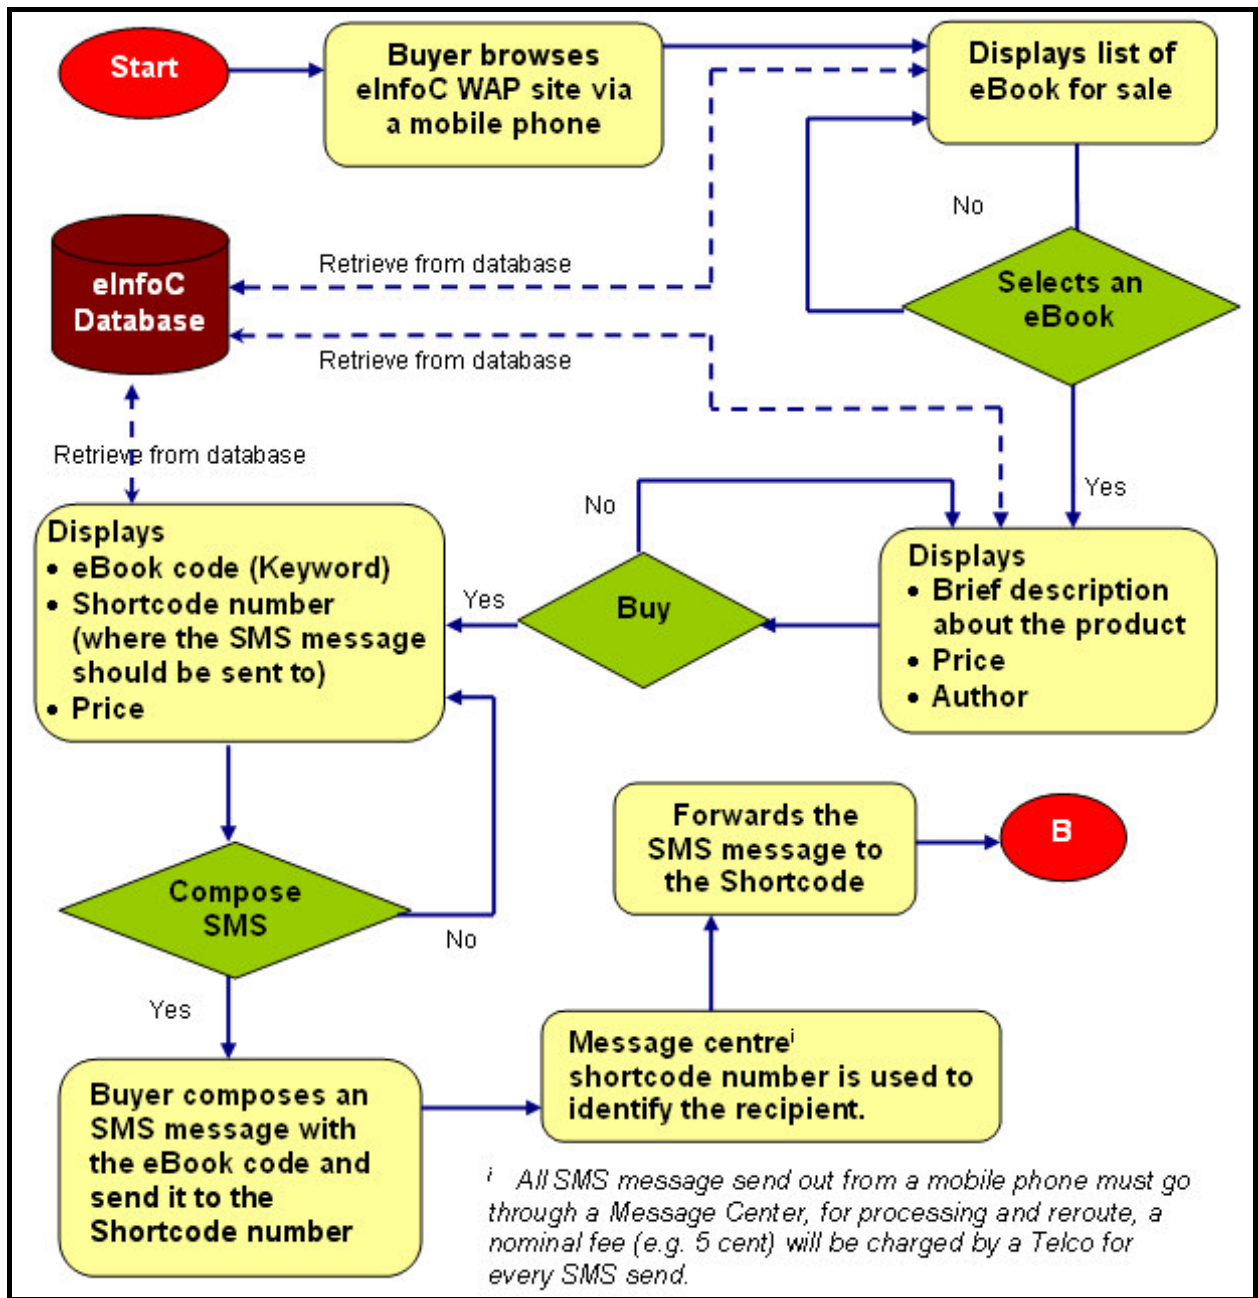 Start
Buyer browses
eInfoC WAP site via
a mobile phone
Displays list of
eBook for sale
No
Selects an
eBook
eInfoC
Database
Retrieve from database
Retrieve from database
Retrieve from database
Yes
Displays
• Brief description
about the product
• Price
• Author
No
Buy
Yes
Displays
• eBook code (Keyword)
• Shortcode number
(where the SMS message
should be sent to)
• Price
Compose
SMS
No
Yes
Buyer composes an
SMS message with
the eBook code and
send it to the
Shortcode number
Message centreⁱ
shortcode number is used to
identify the recipient.
Forwards the
SMS message to
the Shortcode
B
ⁱ All SMS message send out from a mobile phone must go
through a Message Center, for processing and reroute, a
nominal fee (e.g. 5 cent) will be charged by a Telco for
every SMS send.